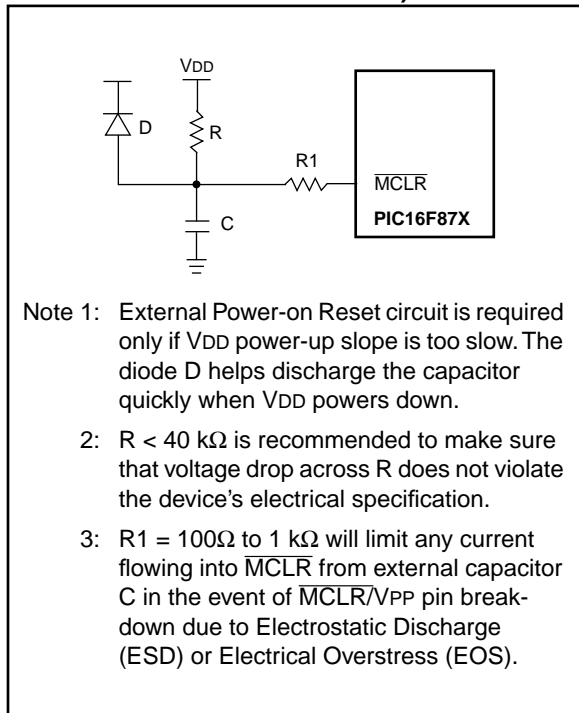 VDD
D
R
R1
MCLR
C
PIC16F87X
Note 1: External Power-on Reset circuit is required
only if VDD power-up slope is too slow. The
diode D helps discharge the capacitor
quickly when VDD powers down.
2: R < 40 kΩ is recommended to make sure
that voltage drop across R does not violate
the device's electrical specification.
3: R1 = 100Ω to 1 kΩ will limit any current
flowing into MCLR from external capacitor
C in the event of MCLR/VPP pin break-
down due to Electrostatic Discharge
(ESD) or Electrical Overstress (EOS).